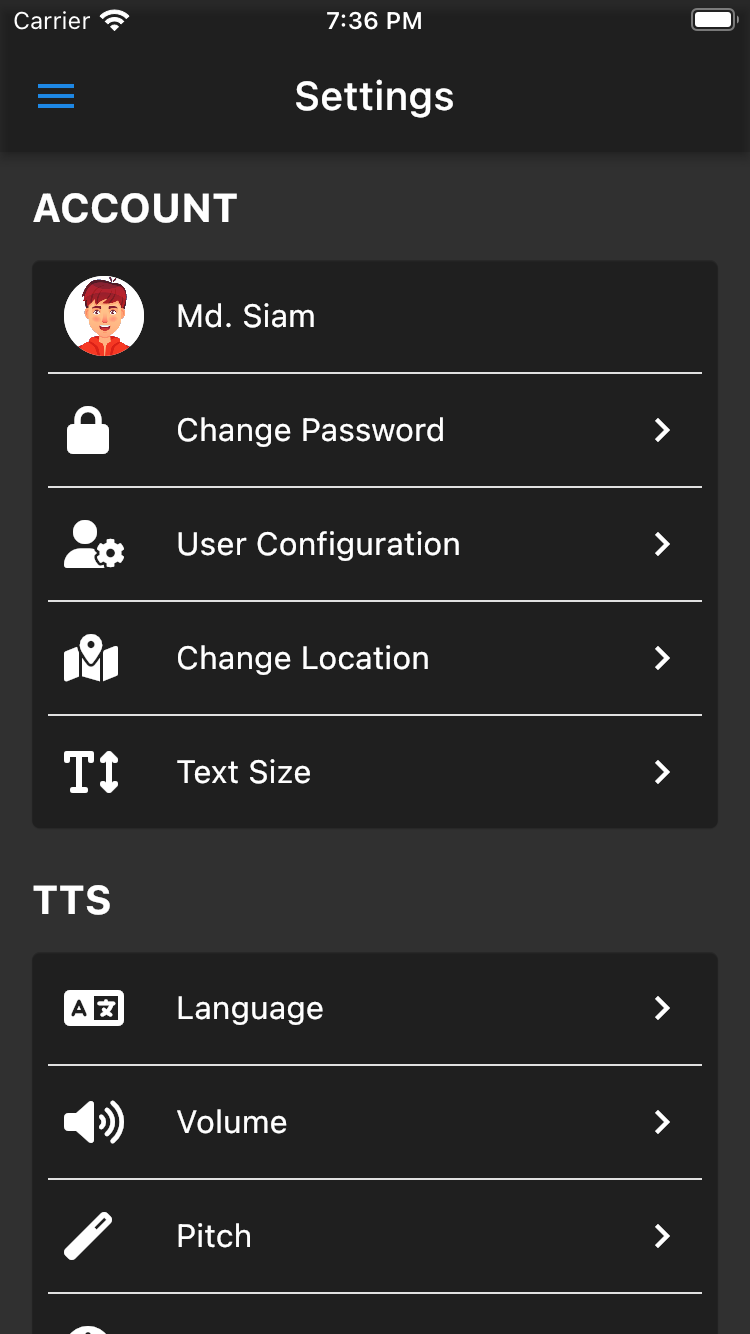 Carrier 7:36 PM
Settings
ACCOUNT
Md. Siam
Change Password
User Configuration
Change Location
Text Size
TTS
Language
Volume
Pitch